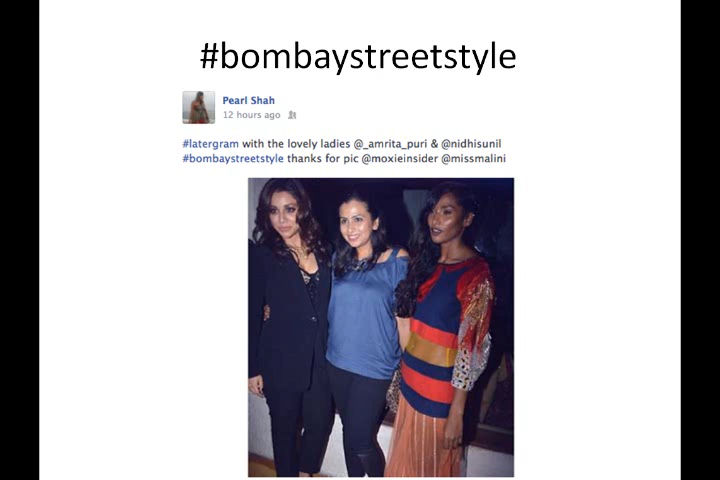 #bombaystreetstyle
Pearl Shah
12 hours ago
#latergram with the lovely ladies @_amrita_puri & @nidhisunil
#bombaystreetstyle thanks for pic @moxieinsider @missmalini